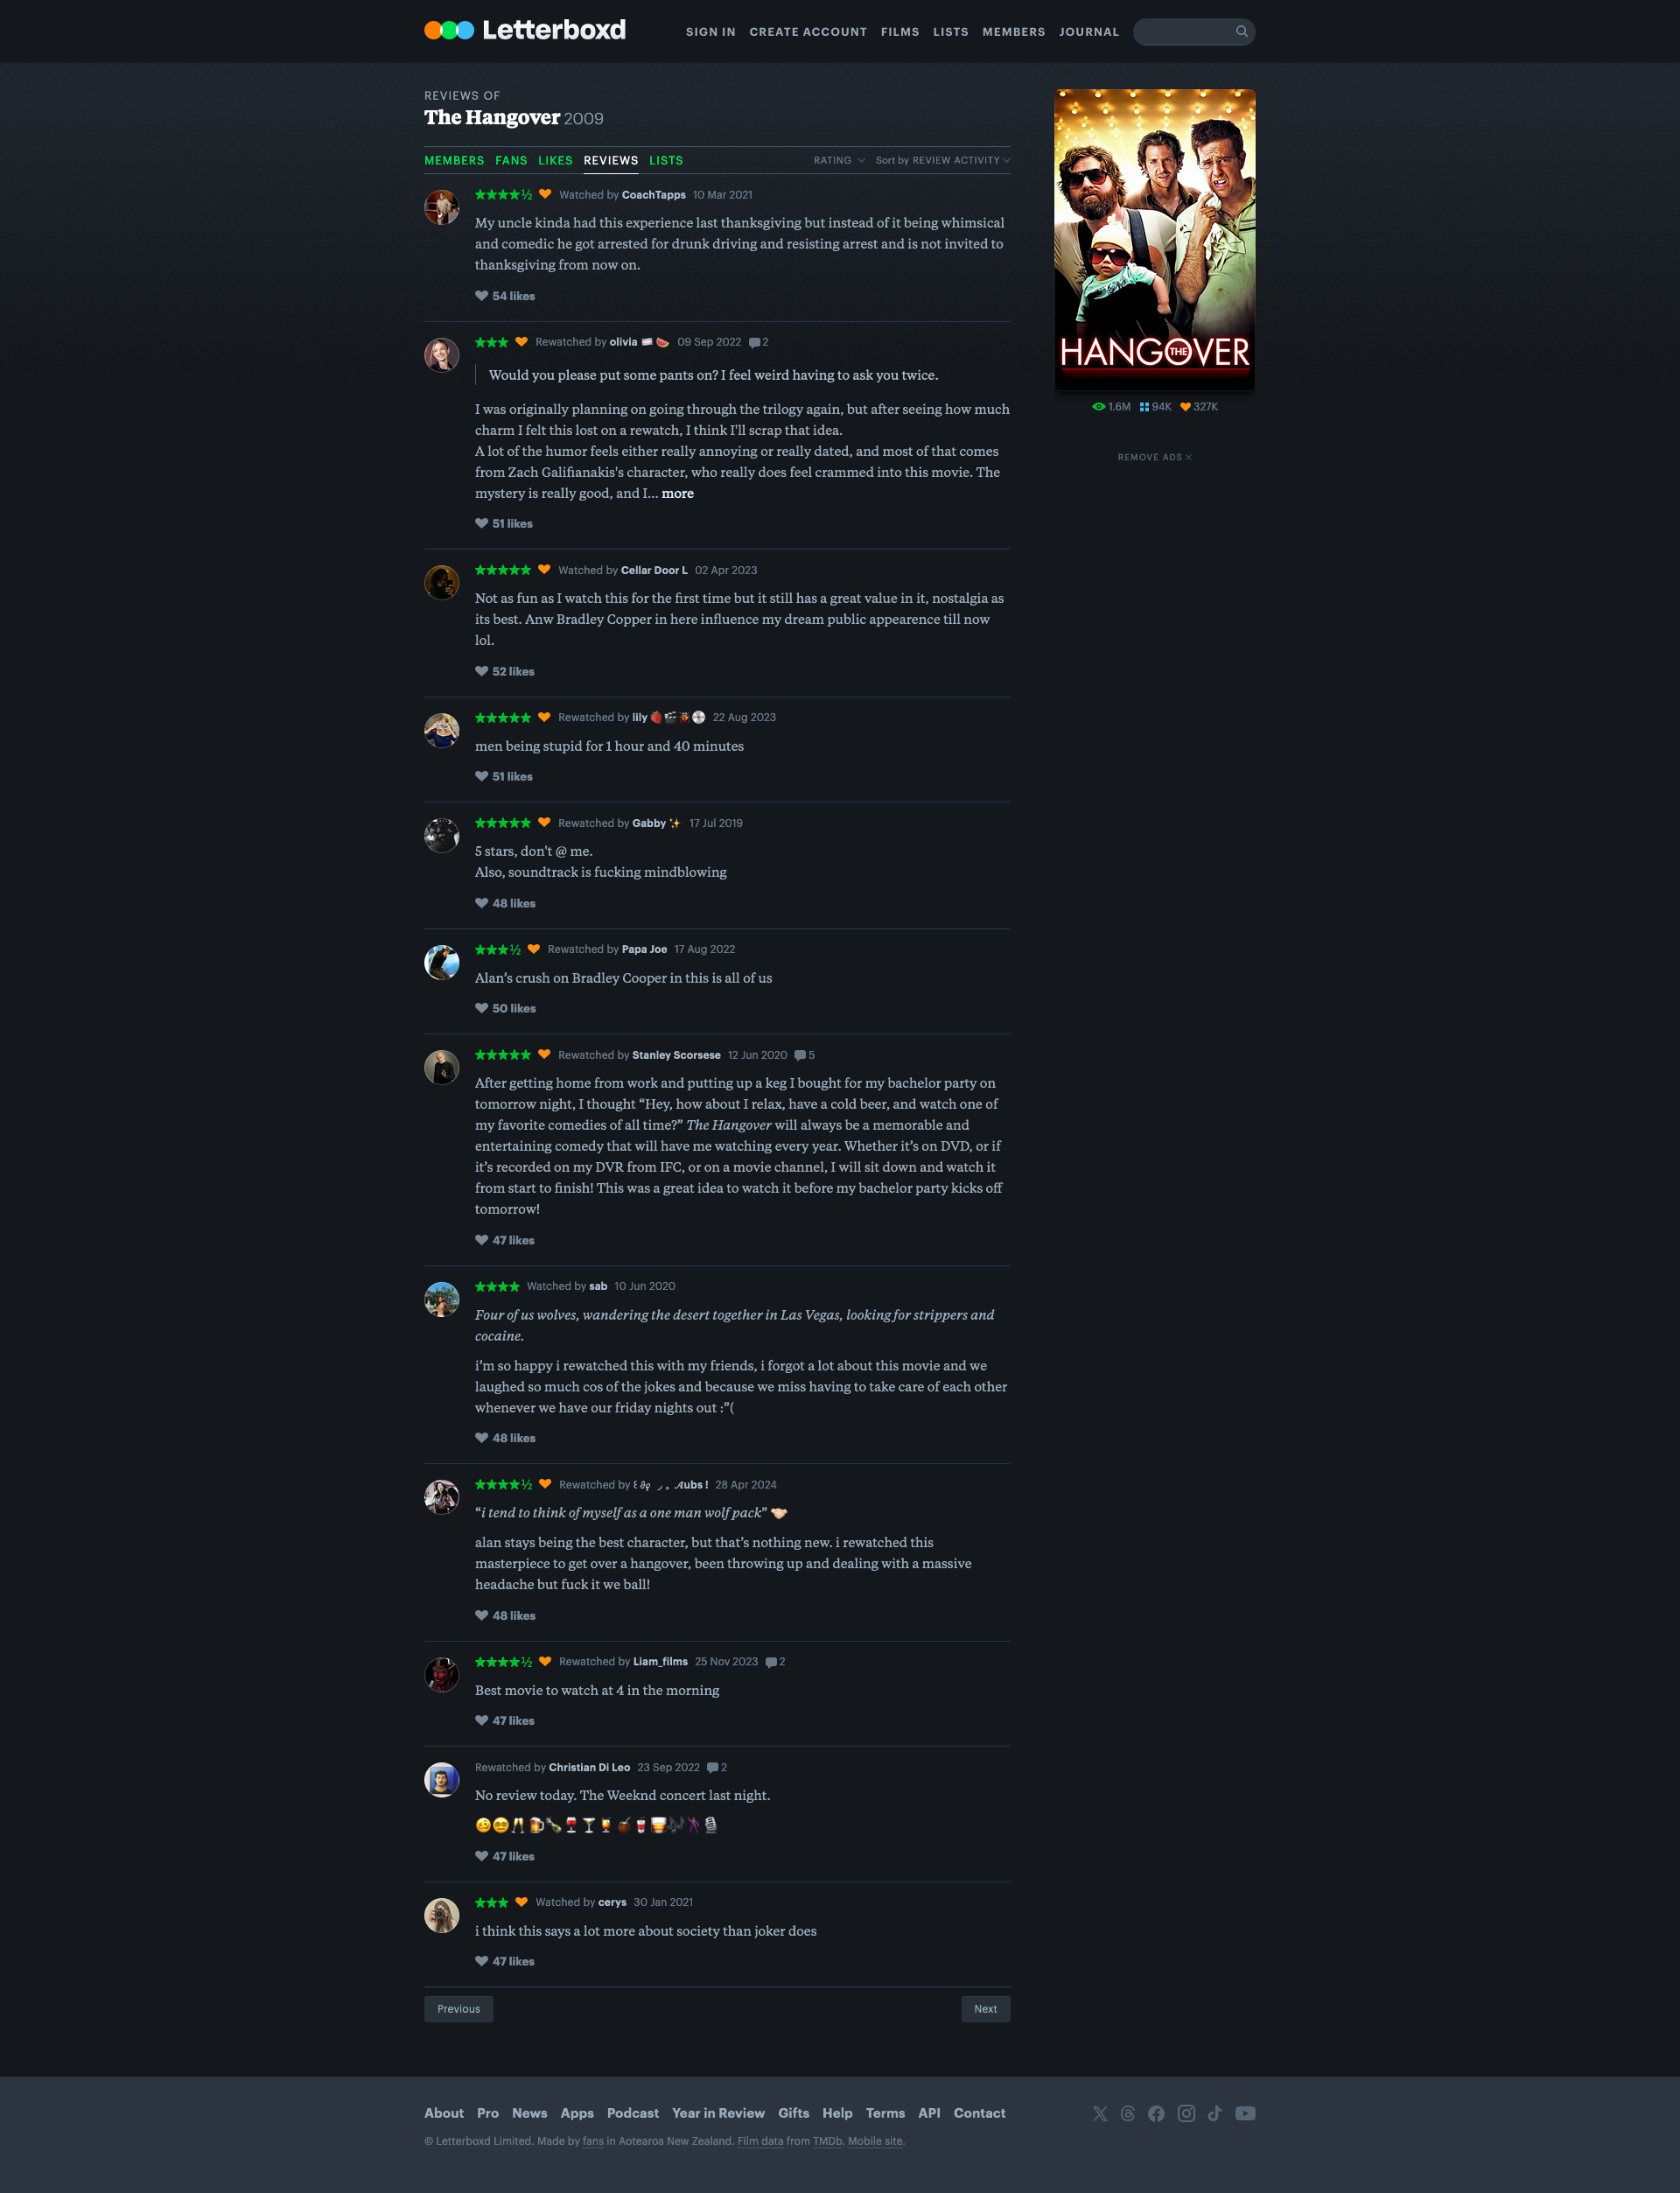 Letterboxd
SIGN IN CREATE ACCOUNT FILMS LISTS MEMBERS JOURNAL
REVIEWS OF
The Hangover 2009
MEMBERS FANS LIKES REVIEWS LISTS
RATING Sort by REVIEW ACTIVITY
★★★★½ Watched by CoachTapps 10 Mar 2021
My uncle kinda had this experience last thanksgiving but instead of it being whimsical
and comedic he got arrested for drunk driving and resisting arrest and is not invited to
thanksgiving from now on.
54 likes
★★★ Rewatched by olivia 🍉 09 Sep 2022 2
Would you please put some pants on? I feel weird having to ask you twice.
I was originally planning on going through the trilogy again, but after seeing how much
charm I felt this lost on a rewatch, I think I'll scrap that idea.
A lot of the humor feels either really annoying or really dated, and most of that comes
from Zach Galifianakis's character, who really does feel crammed into this movie. The
mystery is really good, and I... more
51 likes
★★★★★ Watched by Cellar Door L 02 Apr 2023
Not as fun as I watch this for the first time but it still has a great value in it, nostalgia as
its best. Anw Bradley Copper in here influence my dream public appearence till now
lol.
52 likes
★★★★★ Rewatched by lily 22 Aug 2023
men being stupid for 1 hour and 40 minutes
51 likes
★★★★★ Rewatched by Gabby ✨ 17 Jul 2019
5 stars, don't @ me.
Also, soundtrack is fucking mindblowing
48 likes
★★★½ Rewatched by Papa Joe 17 Aug 2022
Alan’s crush on Bradley Cooper in this is all of us
50 likes
★★★★★ Rewatched by Stanley Scorsese 12 Jun 2020 5
After getting home from work and putting up a keg I bought for my bachelor party on
tomorrow night, I thought “Hey, how about I relax, have a cold beer, and watch one of
my favorite comedies of all time?” The Hangover will always be a memorable and
entertaining comedy that will have me watching every year. Whether it’s on DVD, or if
it’s recorded on my DVR from IFC, or on a movie channel, I will sit down and watch it
from start to finish! This was a great idea to watch it before my bachelor party kicks off
tomorrow!
47 likes
★★★★ Watched by sab 10 Jun 2020
Four of us wolves, wandering the desert together in Las Vegas, looking for strippers and
cocaine.
i’m so happy i rewatched this with my friends, i forgot a lot about this movie and we
laughed so much cos of the jokes and because we miss having to take care of each other
whenever we have our friday nights out :”(
48 likes
★★★★½ Rewatched by 𝓐ubs ! 28 Apr 2024
“i tend to think of myself as a one man wolf pack”
alan stays being the best character, but that’s nothing new. i rewatched this
masterpiece to get over a hangover, been throwing up and dealing with a massive
headache but fuck it we ball!
48 likes
★★★★½ Rewatched by Liam_films 25 Nov 2023 2
Best movie to watch at 4 in the morning
47 likes
Rewatched by Christian Di Leo 23 Sep 2022 2
No review today. The Weeknd concert last night.
47 likes
★★★ Watched by cerys 30 Jan 2021
i think this says a lot more about society than joker does
47 likes
Previous Next
THE HANGOVER
1.6M 94K 327K
REMOVE ADS
About Pro News Apps Podcast Year in Review Gifts Help Terms API Contact
© Letterboxd Limited. Made by fans in Aotearoa New Zealand. Film data from TMDb. Mobile site.